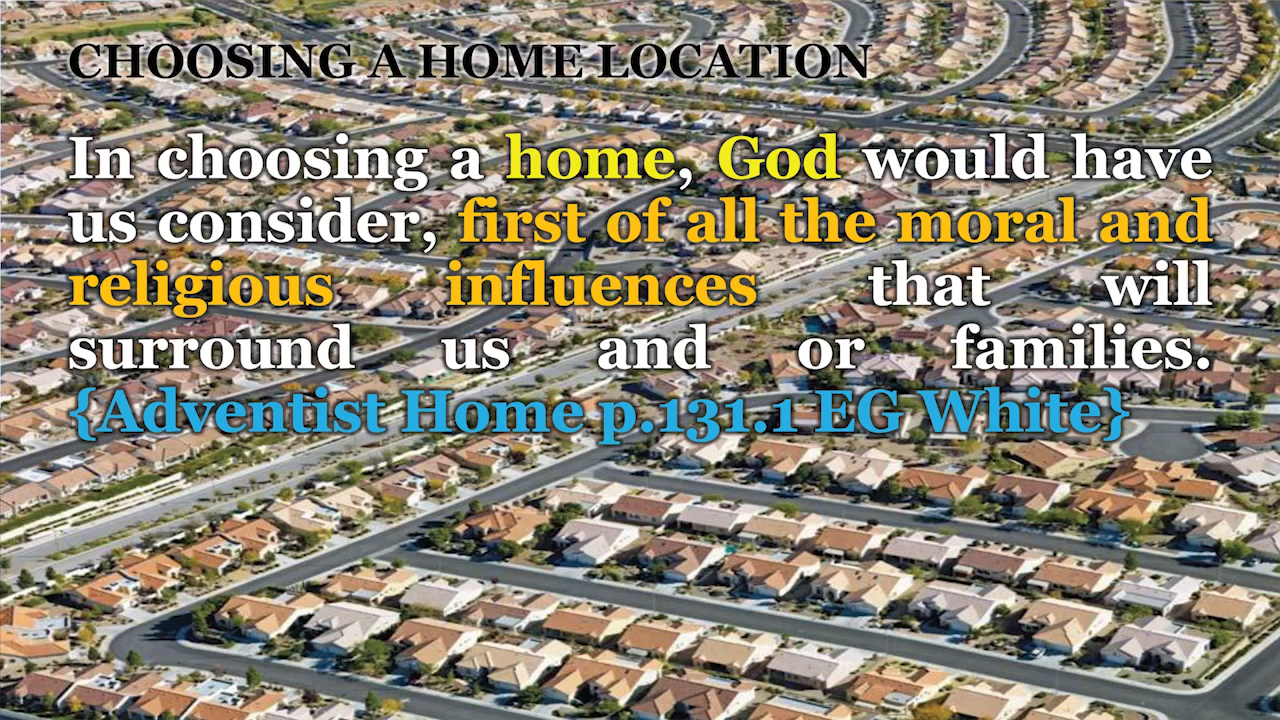 CHOOSING A HOME LOCATION
In choosing a home, God would have
us consider, first of all the moral and
religious influences that will
surround us and or families.
{Adventist Home p.131.1 EG White}